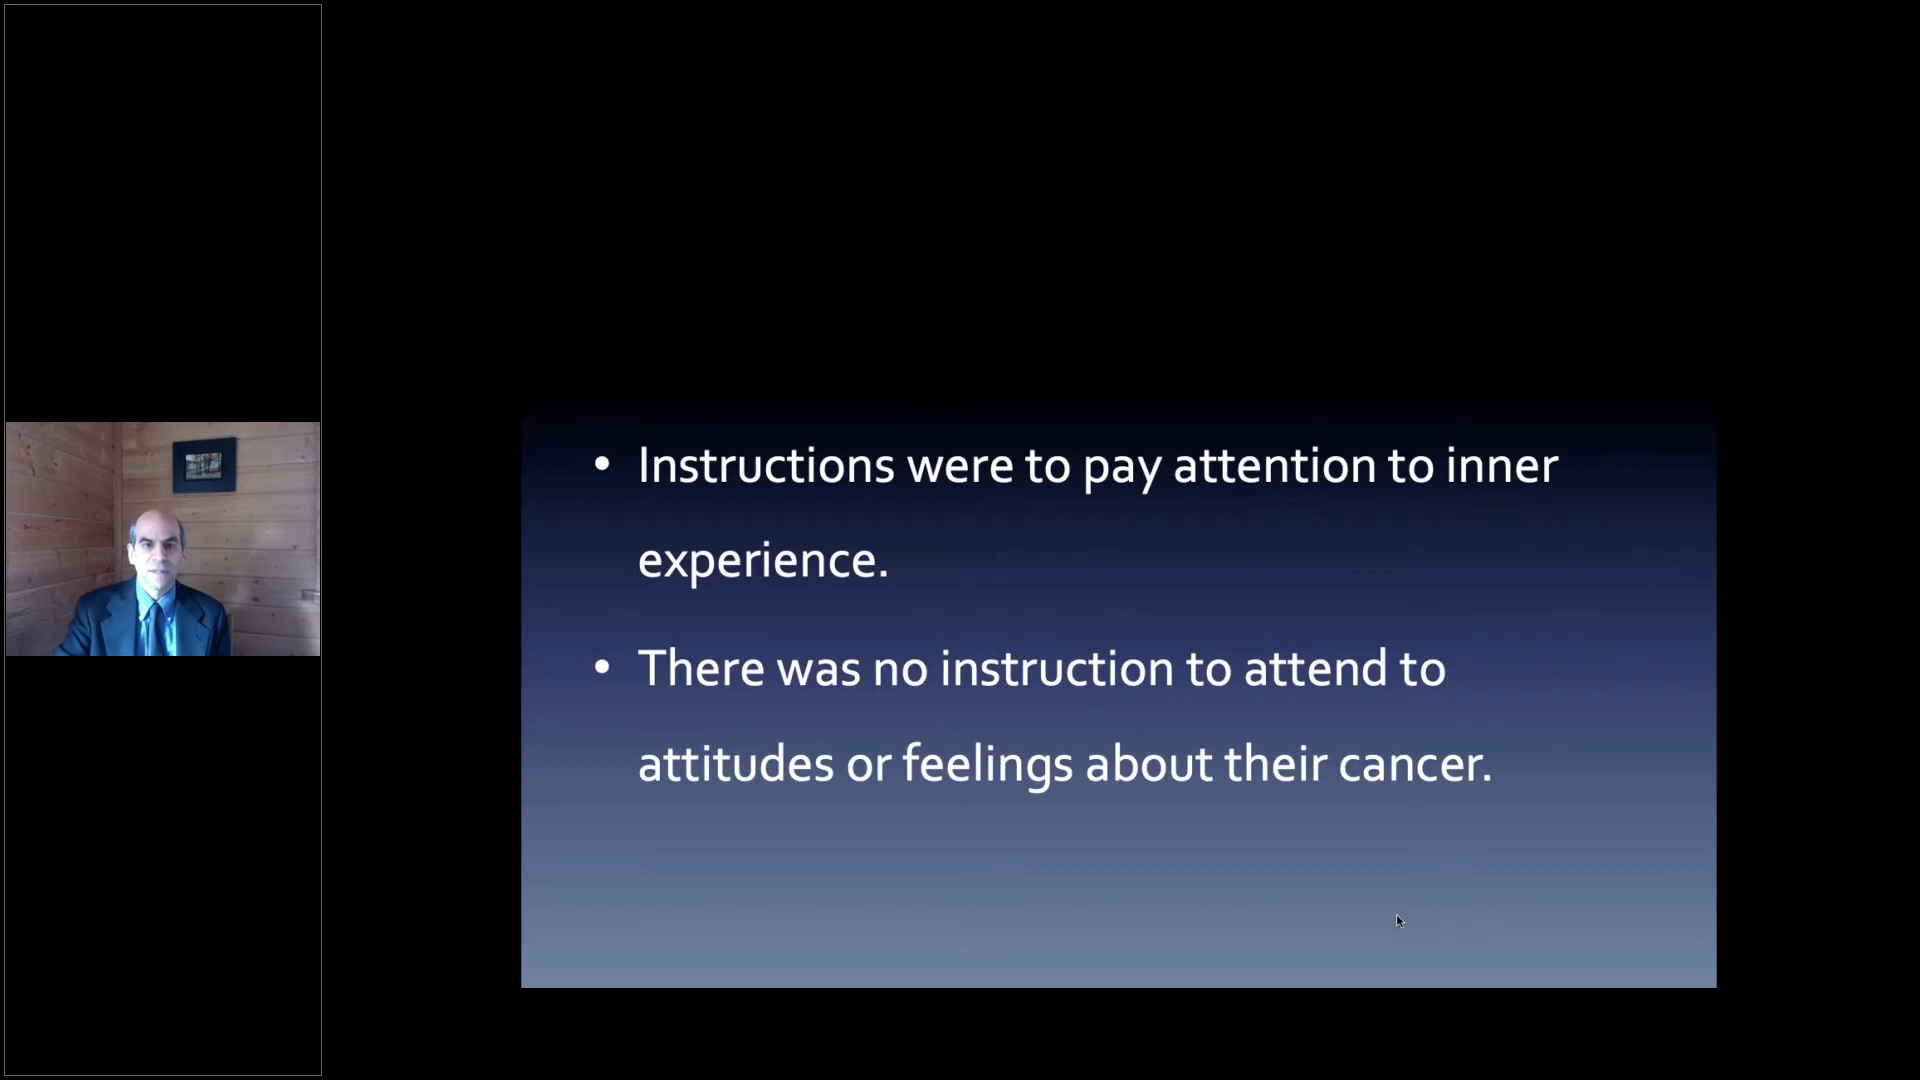 • Instructions were to pay attention to inner
experience.
• There was no instruction to attend to
attitudes or feelings about their cancer.